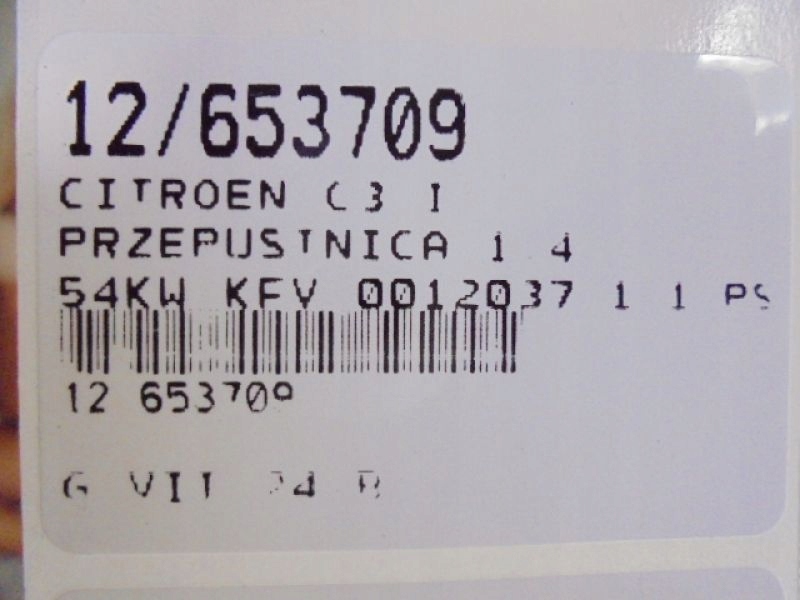 12/653709
CITROEN C3 I
PRZEPUSTNICA 1 4
54KW KFV 0012037 1 1 PS
12 653709
G VII 24 B